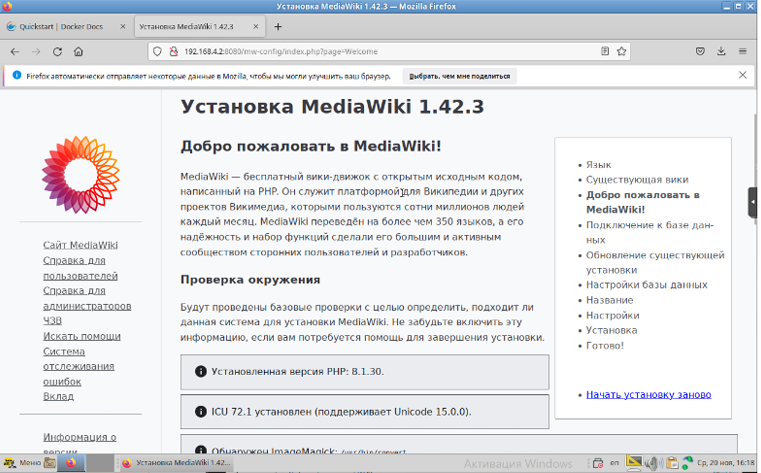 Установка MediaWiki 1.42.3 — Mozilla Firefox
Quickstart | Docker Docs
Установка MediaWiki 1.42.3
192.168.4.2:8080/mw-config/index.php?page=Welcome
Firefox автоматически отправляет некоторые данные в Mozilla, чтобы мы могли улучшить ваш браузер.
Выбрать, чем мне поделиться
Установка MediaWiki 1.42.3
Добро пожаловать в MediaWiki!
MediaWiki — бесплатный вики-движок с открытым исходным кодом,
написанный на PHP. Он служит платформой для Википедии и других
проектов Викимедиа, которыми пользуются сотни миллионов людей
каждый месяц. MediaWiki переведён на более чем 350 языков, а его
надёжность и набор функций сделали его большим и активным
сообществом сторонних пользователей и разработчиков.
Проверка окружения
Будут проведены базовые проверки с целью определить, подходит ли
данная система для установки MediaWiki. Не забудьте включить эту
информацию, если вам потребуется помощь для завершения установки.
Установленная версия PHP: 8.1.30.
ICU 72.1 установлен (поддерживает Unicode 15.0.0).
Обнаружен ImageMagick: /usr/bin/convert
Сайт MediaWiki
Справка для
пользователей
Справка для
администраторов
ЧЗВ
Искать помощи
Система
отслеживания
ошибок
Вклад
Информация о
версии
Язык
Существующая вики
Добро пожаловать в
MediaWiki!
Подключение к базе дан-
ных
Обновление существующей
установки
Настройки базы данных
Название
Настройки
Установка
Готово!
Начать установку заново
Активация Windows
Меню
Установка MediaWiki 1.42...
en
Ср, 20 ноя, 16:18